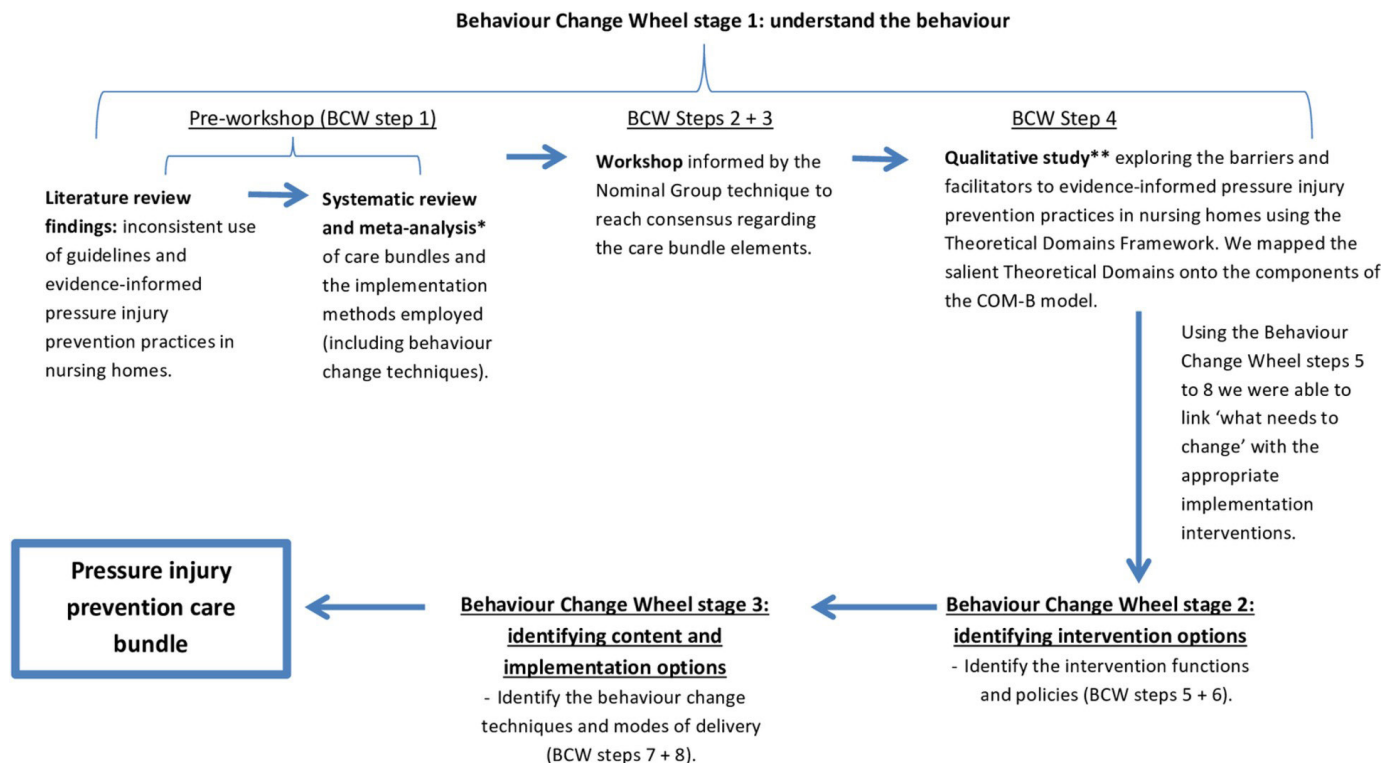 Behaviour Change Wheel stage 1: understand the behaviour
Pre-workshop (BCW step 1)
Literature review
findings: inconsistent use
of guidelines and
evidence-informed
pressure injury
prevention practices in
nursing homes.
Systematic review
and meta-analysis*
of care bundles and
the implementation
methods employed
(including behaviour
change techniques).
BCW Steps 2 + 3
Workshop informed by the
Nominal Group technique to
reach consensus regarding
the care bundle elements.
BCW Step 4
Qualitative study** exploring the barriers and
facilitators to evidence-informed pressure injury
prevention practices in nursing homes using the
Theoretical Domains Framework. We mapped the
salient Theoretical Domains onto the components of
the COM-B model.
Using the Behaviour
Change Wheel steps 5
to 8 we were able to
link ‘what needs to
change’ with the
appropriate
implementation
interventions.
Behaviour Change Wheel stage 2:
identifying intervention options
- Identify the intervention functions
and policies (BCW steps 5 + 6).
Behaviour Change Wheel stage 3:
identifying content and
implementation options
- Identify the behaviour change
techniques and modes of delivery
(BCW steps 7 + 8).
Pressure injury
prevention care
bundle